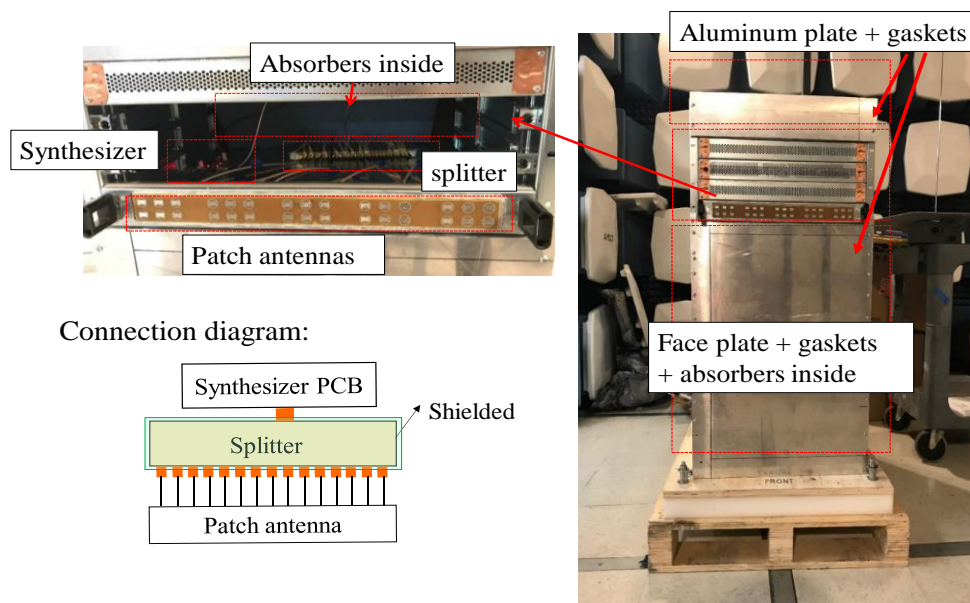 Absorbers inside
Synthesizer
splitter
Patch antennas
Aluminum plate + gaskets
Face plate + gaskets
+ absorbers inside
FRONT
Connection diagram:
Synthesizer PCB
Shielded
Splitter
Patch antenna